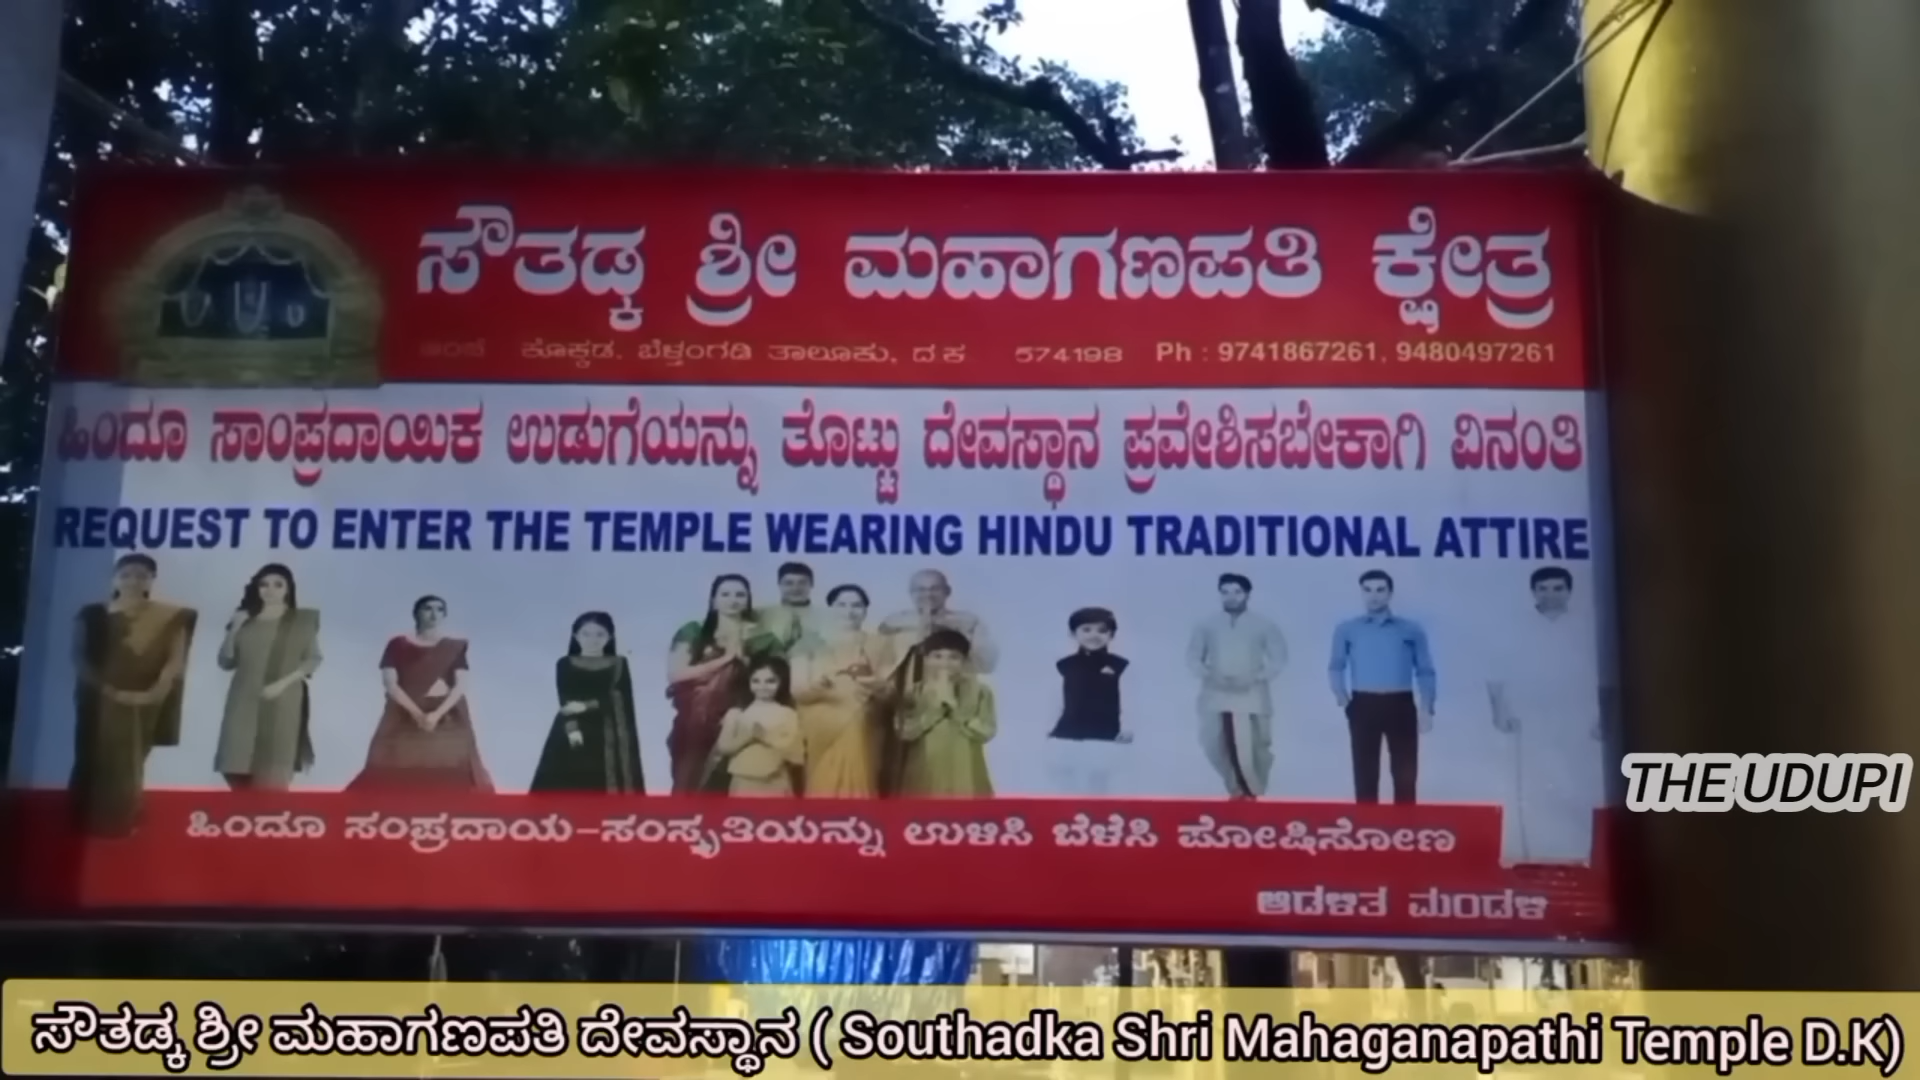 ಸೌತಡ್ಕ ಶ್ರೀ ಮಹಾಗಣಪತಿ ಕ್ಷೇತ್ರ
ಕೊಕ್ಕಡ, ಬೆಳ್ತಂಗಡಿ ತಾಲೂಕು, ದ ಕ 574198 Ph : 9741867261, 9480497261
ಹಿಂದೂ ಸಾಂಪ್ರದಾಯಿಕ ಉಡುಗೆಯನ್ನು ತೊಟ್ಟು ದೇವಸ್ಥಾನ ಪ್ರವೇಶಿಸಬೇಕಾಗಿ ವಿನಂತಿ
REQUEST TO ENTER THE TEMPLE WEARING HINDU TRADITIONAL ATTIRE
THE UDUPI
ಹಿಂದೂ ಸಂಪ್ರದಾಯ-ಸಂಸ್ಕೃತಿಯನ್ನು ಉಳಿಸಿ ಬೆಳೆಸಿ ಪೋಷಿಸೋಣ
ಆಡಳಿತ ಮಂಡಳಿ
ಸೌತಡ್ಕ ಶ್ರೀ ಮಹಾಗಣಪತಿ ದೇವಸ್ಥಾನ ( Southadka Shri Mahaganapathi Temple D.K)